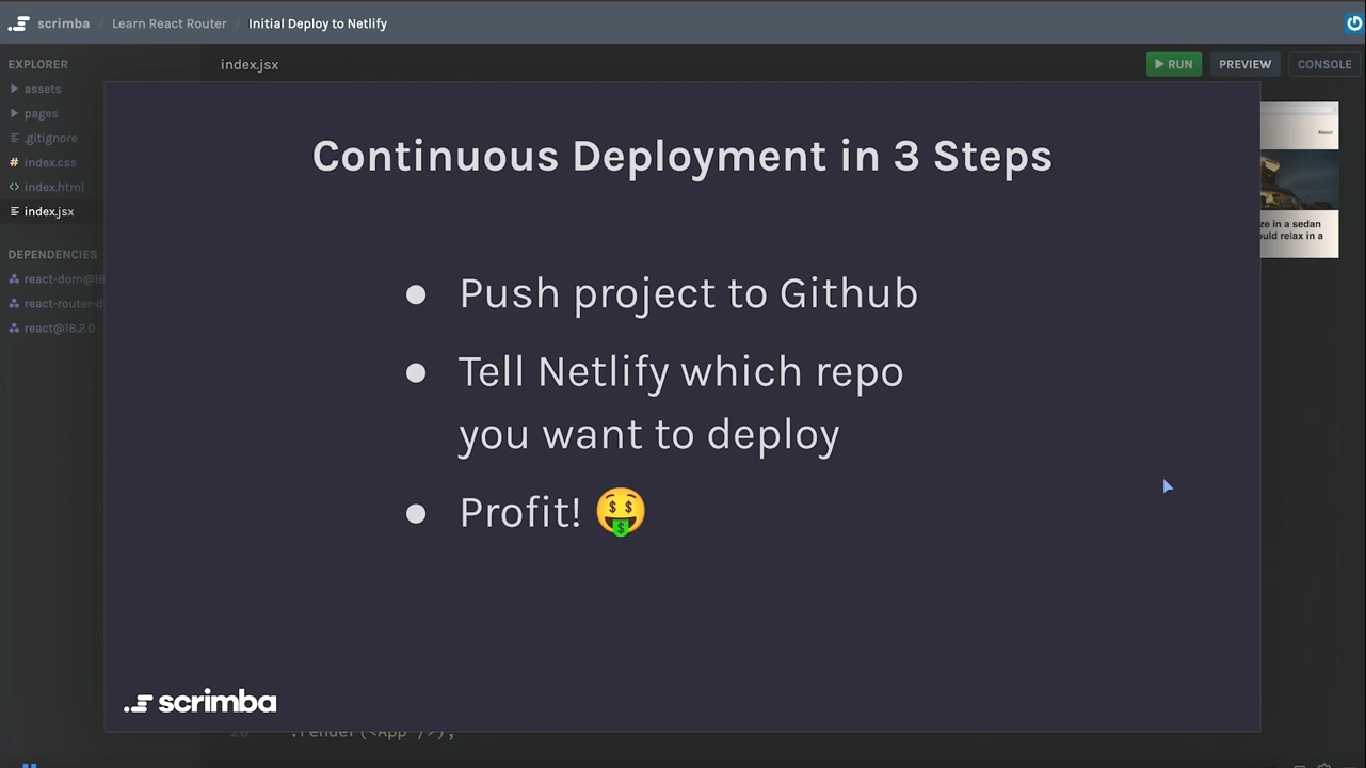 scrimba / Learn React Router / Initial Deploy to Netlify
EXPLORER
index.jsx
RUN
PREVIEW
CONSOLE
assets
pages
.gitignore
index.css
index.html
index.jsx
DEPENDENCIES
react-dom@18
react-router-d
react@18.2.0
About
ze in a sedan
uld relax in a
Continuous Deployment in 3 Steps
● Push project to Github
● Tell Netlify which repo
you want to deploy
● Profit! 🤑
scrimba
.render(<App />);